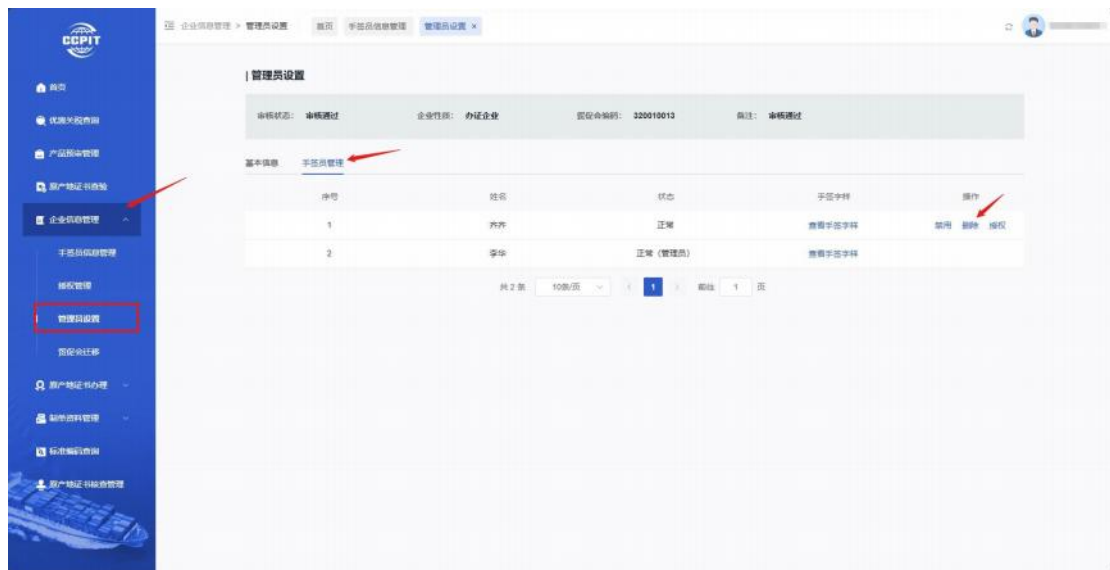 CCPIT
企业信息管理 > 管理员设置
首页 手签员信息管理 管理员设置 ×
首页
优惠关税查询
产品预审管理
原产地证书查验
企业信息管理
手签员信息管理
授权管理
管理员设置
贸促会迁移
原产地证书办理
制单资料管理
标准编码查询
原产地证书核查管理
管理员设置
审核状态: 审核通过 企业性质: 办证企业 贸促会编码: 320010013 备注: 审核通过
基本信息 手签员管理
序号 姓名 状态 手签字样 操作
1 齐齐 正常 查看手签字样 禁用 删除 授权
2 李华 正常（管理员） 查看手签字样
共 2 条 10条/页 1 前往 1 页